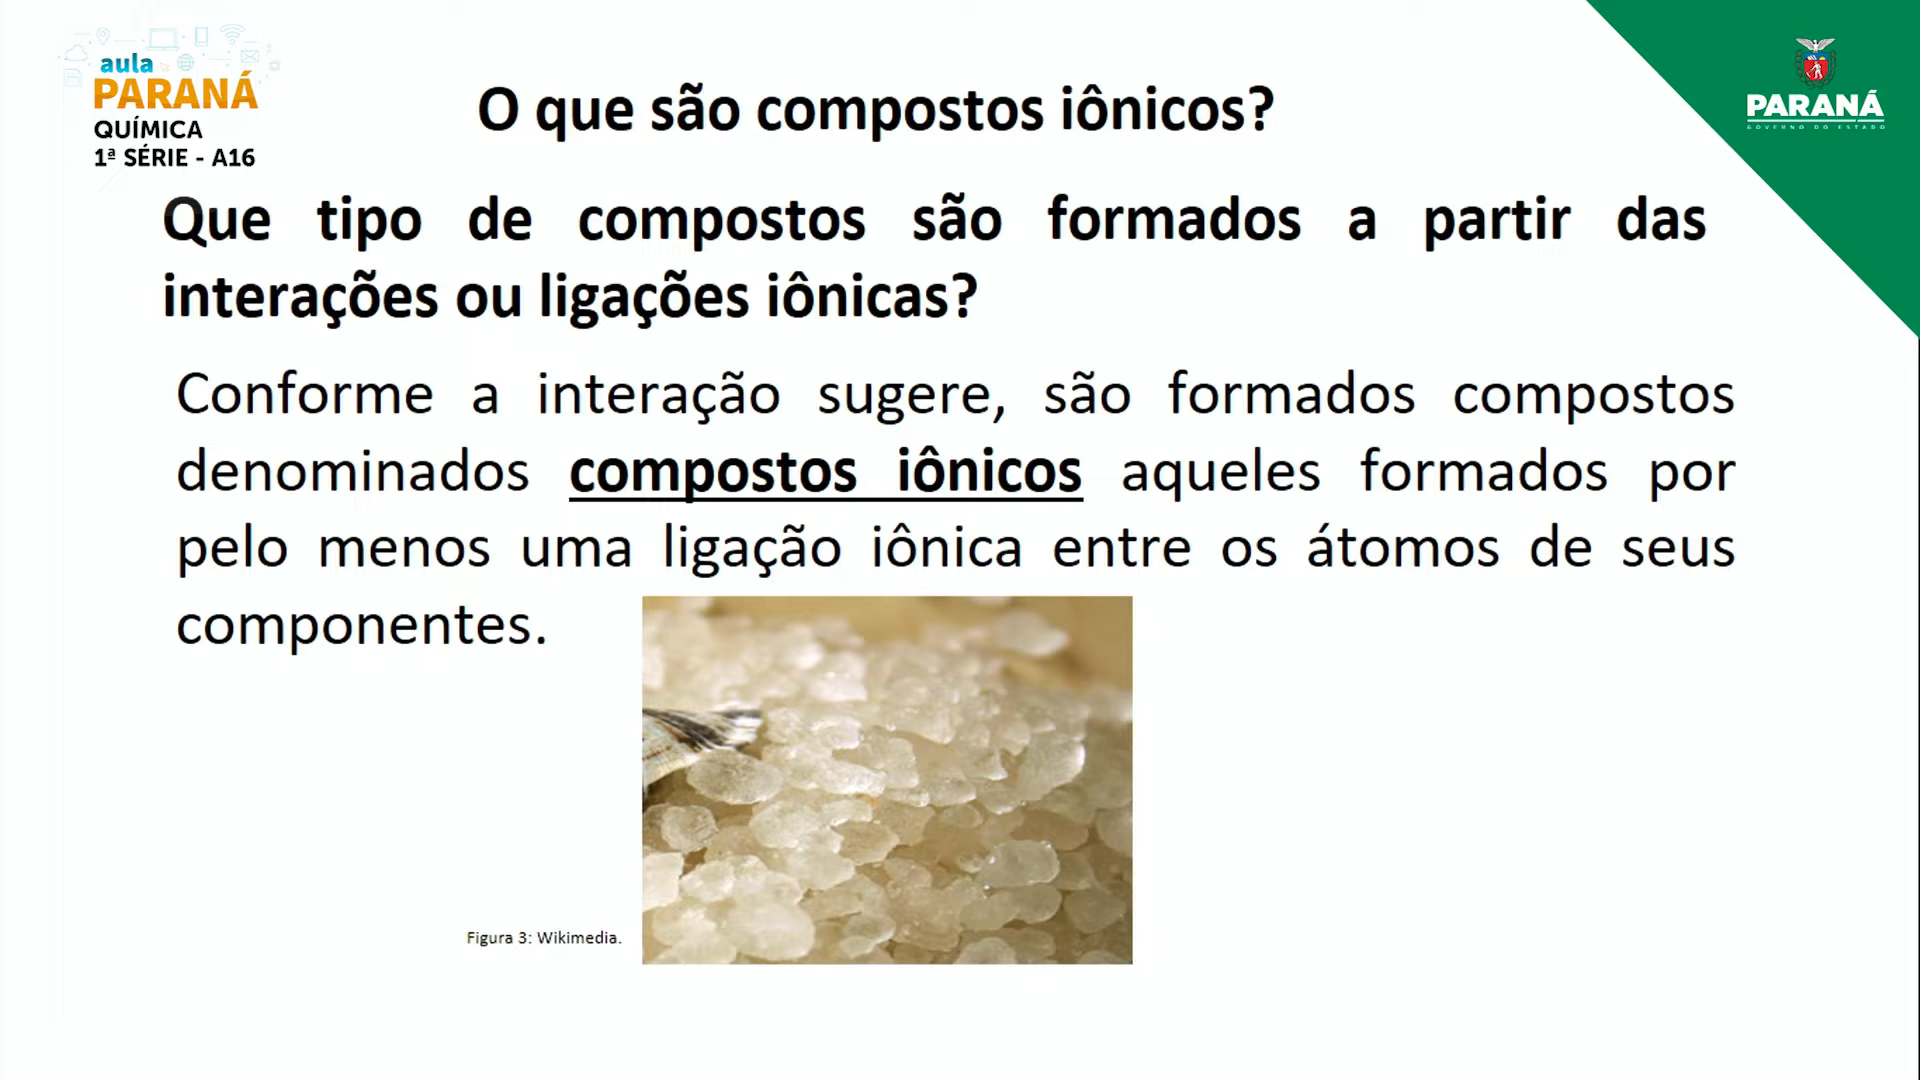 aula
PARANÁ
QUÍMICA
1ª SÉRIE - A16
PARANÁ
GOVERNO DO ESTADO
O que são compostos iônicos?
Que tipo de compostos são formados a partir das
interações ou ligações iônicas?
Conforme a interação sugere, são formados compostos
denominados compostos iônicos aqueles formados por
pelo menos uma ligação iônica entre os átomos de seus
componentes.
Figura 3: Wikimedia.